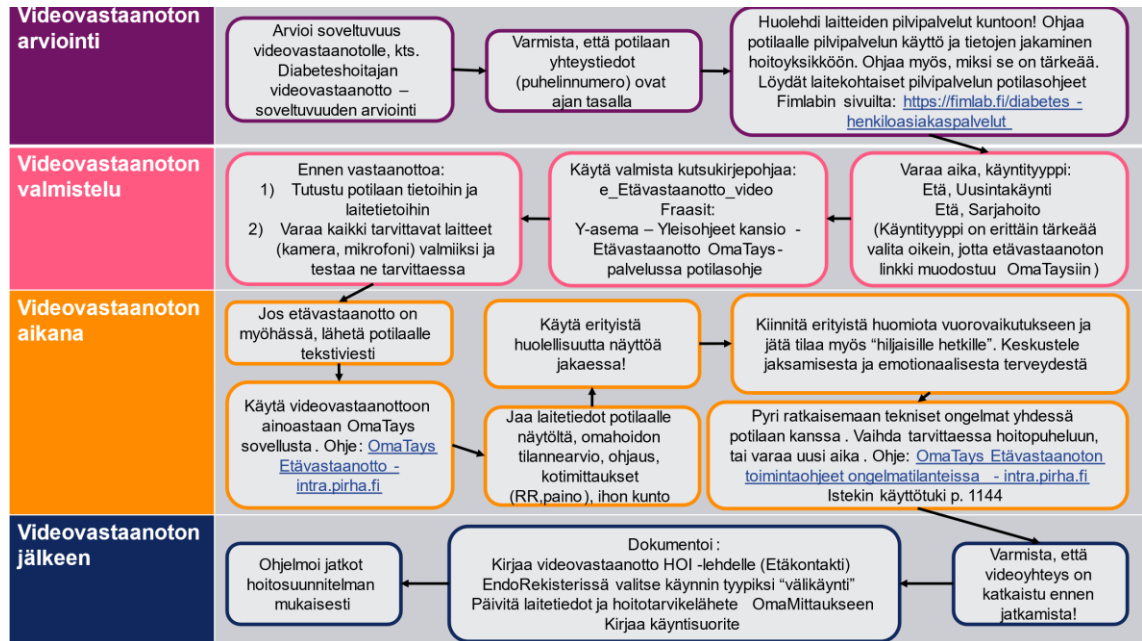 Videovastaanoton
arviointi
Arvioi soveltuvuus
videovastaanotolle, kts.
Diabeteshoitajan
videovastaanotto –
soveltuvuuden arviointi
Varmista, että potilaan
yhteystiedot
(puhelinnumero) ovat
ajan tasalla
Huolehdi laitteiden pilvipalvelut kuntoon! Ohjaa
potilaalle pilvipalvelun käyttö ja tietojen jakaminen
hoitoyksikköön. Ohjaa myös, miksi se on tärkeää.
Löydät laitekohtaiset pilvipalvelun potilasohjeet
Fimlabin sivuilta: https://fimlab.fi/diabetes -
henkiloasiakaspalvelut
Videovastaanoton
valmistelu
Ennen vastaanottoa:
1) Tutustu potilaan tietoihin ja
laitetietoihin
2) Varaa kaikki tarvittavat laitteet
(kamera, mikrofoni) valmiiksi ja
testaa ne tarvittaessa
Käytä valmista kutsukirjepohjaa:
e_Etävastaanotto_video
Fraasit:
Y-asema – Yleisohjeet kansio -
Etävastaanotto OmaTays-
palvelussa potilasohje
Varaa aika, käyntityyppi:
Etä, Uusintakäynti
Etä, Sarjahoito
(Käyntityyppi on erittäin tärkeää
valita oikein, jotta etävastaanoton
linkki muodostuu OmaTaysiin )
Videovastaanoton
aikana
Jos etävastaanotto on
myöhässä, lähetä potilaalle
tekstiviesti
Käytä videovastaanottoon
ainoastaan OmaTays
sovellusta . Ohje: OmaTays
Etävastaanotto -
intra.pirha.fi
Käytä erityistä
huolellisuutta näyttöä
jakaessa!
Jaa laitetiedot potilaalle
näytöltä, omahoidon
tilannearvio, ohjaus,
kotimittaukset
(RR,paino), ihon kunto
Kiinnitä erityistä huomiota vuorovaikutukseen ja
jätä tilaa myös “hiljaisille hetkille”. Keskustele
jaksamisesta ja emotionaalisesta terveydestä
Pyri ratkaisemaan tekniset ongelmat yhdessä
potilaan kanssa . Vaihda tarvittaessa hoitopuheluun,
tai varaa uusi aika . Ohje: OmaTays Etävastaanoton
toimintaohjeet ongelmatilanteissa - intra.pirha.fi
Istekin käyttötuki p. 1144
Videovastaanoton
jälkeen
Ohjelmoi jatkot
hoitosuunnitelman
mukaisesti
Dokumentoi :
Kirjaa videovastaanotto HOI -lehdelle (Etäkontakti)
EndoRekisterissä valitse käynnin tyypiksi “välikäynti”
Päivitä laitetiedot ja hoitotarvikelähete OmaMittaukseen
Kirjaa käyntisuorite
Varmista, että
videoyhteys on
katkaistu ennen
jatkamista!